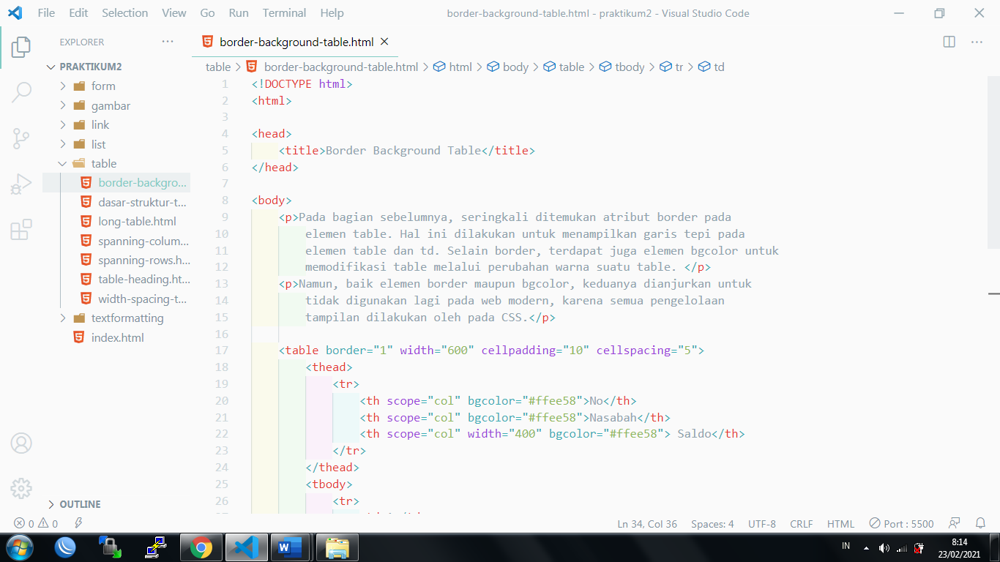 File Edit Selection View Go Run Terminal Help border-background-table.html - praktikum2 - Visual Studio Code
EXPLORER ···
PRAKTIKUM2
form
gambar
link
list
table
border-backgro...
dasar-struktur-t...
long-table.html
spanning-colum...
spanning-rows.h...
table-heading.ht...
width-spacing-t...
textformatting
index.html
OUTLINE
border-background-table.html
table > border-background-table.html > html > body > table > tbody > tr > td
1 <!DOCTYPE html>
2 <html>
3
4 <head>
5 <title>Border Background Table</title>
6 </head>
7
8 <body>
9 <p>Pada bagian sebelumnya, seringkali ditemukan atribut border pada
10 elemen table. Hal ini dilakukan untuk menampilkan garis tepi pada
11 elemen table dan td. Selain border, terdapat juga elemen bgcolor untuk
12 memodifikasi table melalui perubahan warna suatu table. </p>
13 <p>Namun, baik elemen border maupun bgcolor, keduanya dianjurkan untuk
14 tidak digunakan lagi pada web modern, karena semua pengelolaan
15 tampilan dilakukan oleh pada CSS.</p>
16
17 <table border="1" width="600" cellpadding="10" cellspacing="5">
18 <thead>
19 <tr>
20 <th scope="col" bgcolor="#ffee58">No</th>
21 <th scope="col" bgcolor="#ffee58">Nasabah</th>
22 <th scope="col" width="400" bgcolor="#ffee58"> Saldo</th>
23 </tr>
24 </thead>
25 <tbody>
26 <tr>
0 0 Ln 34, Col 36 Spaces: 4 UTF-8 CRLF HTML Port : 5500
IN 8:14
23/02/2021